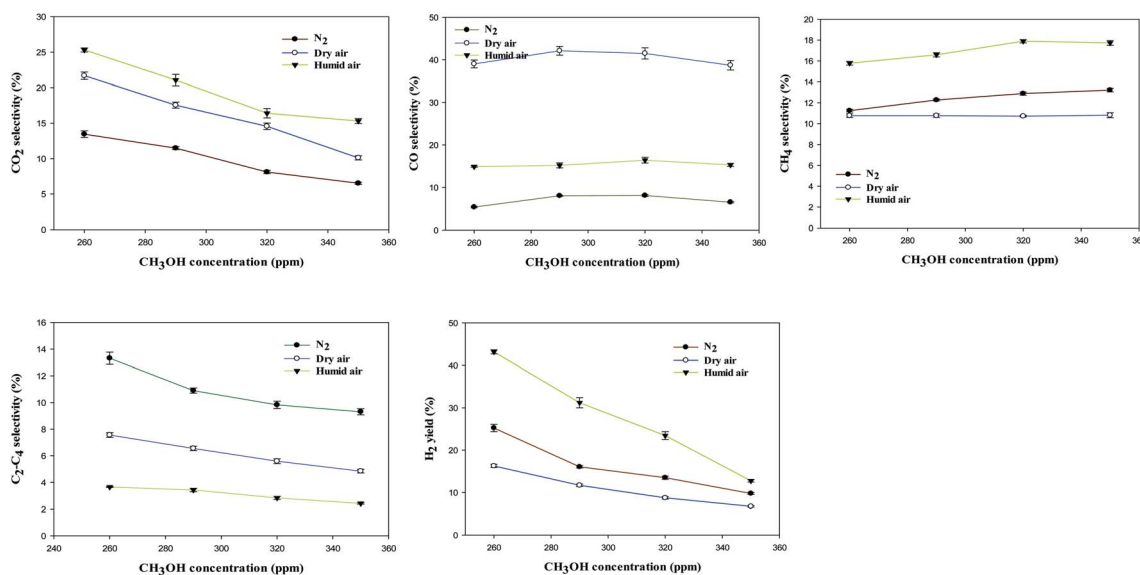 30
25
20
15
10
5
0
CO2 selectivity (%)
N2
Dry air
Humid air
260 280 300 320 340 360
CH3OH concentration (ppm)
50
40
30
20
10
0
CO selectivity (%)
N2
Dry air
Humid air
260 280 300 320 340 360
CH3OH concentration (ppm)
20
18
16
14
12
10
8
6
4
2
0
CH4 selectivity (%)
N2
Dry air
Humid air
260 280 300 320 340 360
CH3OH concentration (ppm)
16
14
12
10
8
6
4
2
0
C2-C4 selectivity (%)
N2
Dry air
Humid air
240 260 280 300 320 340 360
CH3OH concentration (ppm)
50
40
30
20
10
0
H2 yield (%)
N2
Dry air
Humid air
260 280 300 320 340 360
CH3OH concentration (ppm)